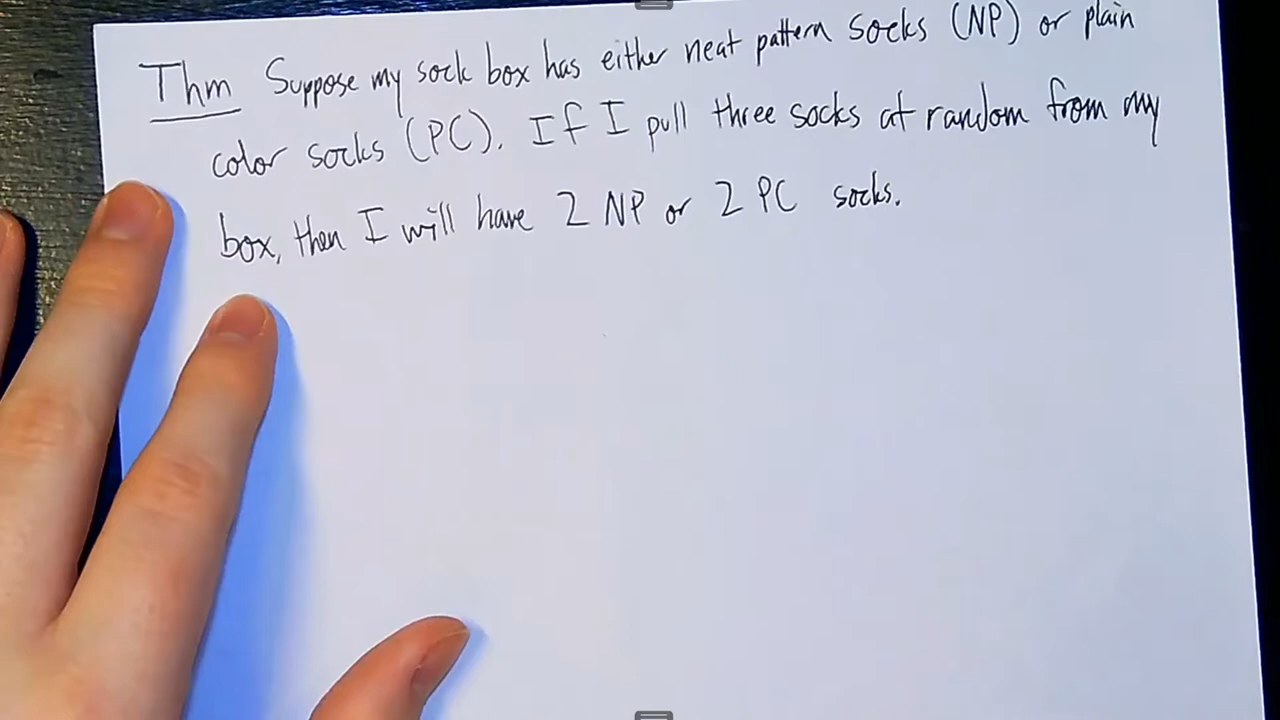 Thm Suppose my sock box has either neat pattern socks (NP) or plain
color socks (PC). If I pull three socks at random from my
box, then I will have 2 NP or 2 PC socks.